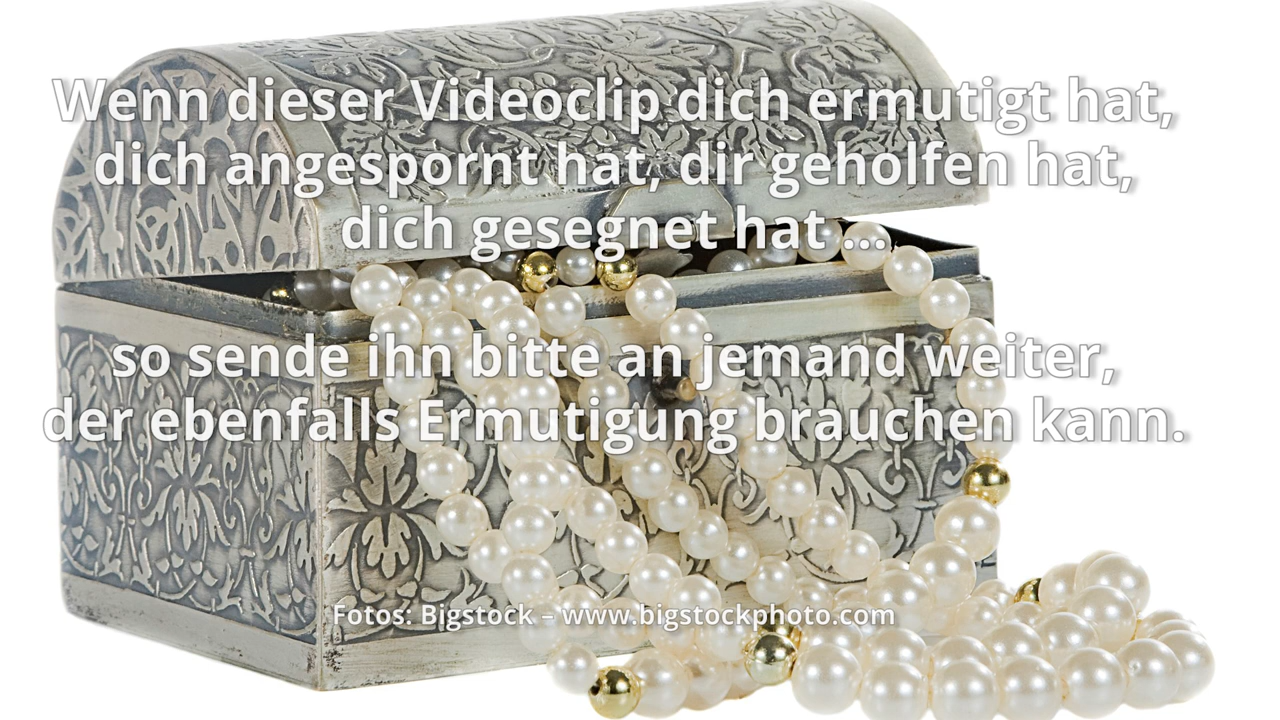 Wenn dieser Videoclip dich ermutigt hat,
dich angespornt hat, dir geholfen hat,
dich gesegnet hat ...
so sende ihn bitte an jemand weiter,
der ebenfalls Ermutigung brauchen kann.
Fotos: Bigstock – www.bigstockphoto.com